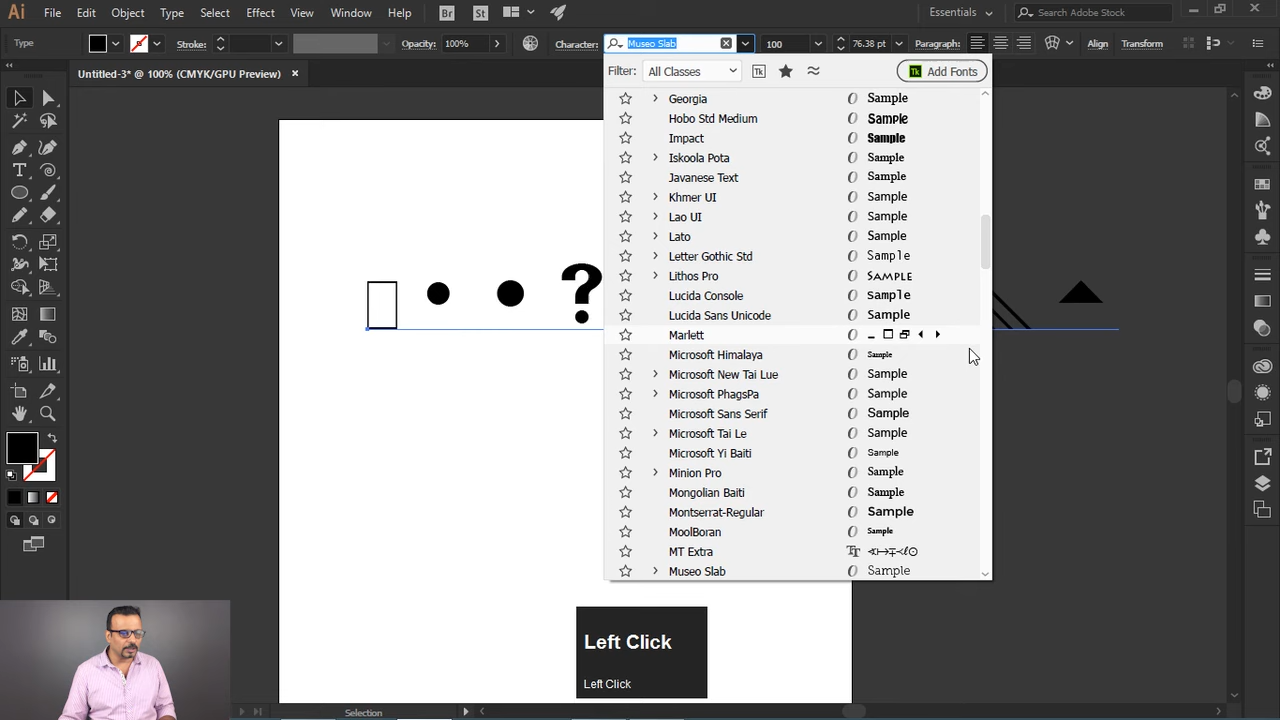 Ai File Edit Object Type Select Effect View Window Help Br St Essentials Search Adobe Stock
Type Stroke: Opacity: 100% Character: Museo Slab 100 76.38 pt Paragraph: Align Transform
Untitled-3* @ 100% (CMYK/GPU Preview)
Filter: All Classes Tk Tk Add Fonts
Georgia Sample
Hobo Std Medium Sample
Impact Sample
Iskoola Pota Sample
Javanese Text Sample
Khmer UI Sample
Lao UI Sample
Lato Sample
Letter Gothic Std Sample
Lithos Pro SAMPLE
Lucida Console Sample
Lucida Sans Unicode Sample
Marlett
Microsoft Himalaya Sample
Microsoft New Tai Lue Sample
Microsoft PhagsPa Sample
Microsoft Sans Serif Sample
Microsoft Tai Le Sample
Microsoft Yi Baiti Sample
Minion Pro Sample
Mongolian Baiti Sample
Montserrat-Regular Sample
MoolBoran Sample
MT Extra
Museo Slab Sample
?
Left Click
Left Click
Selection